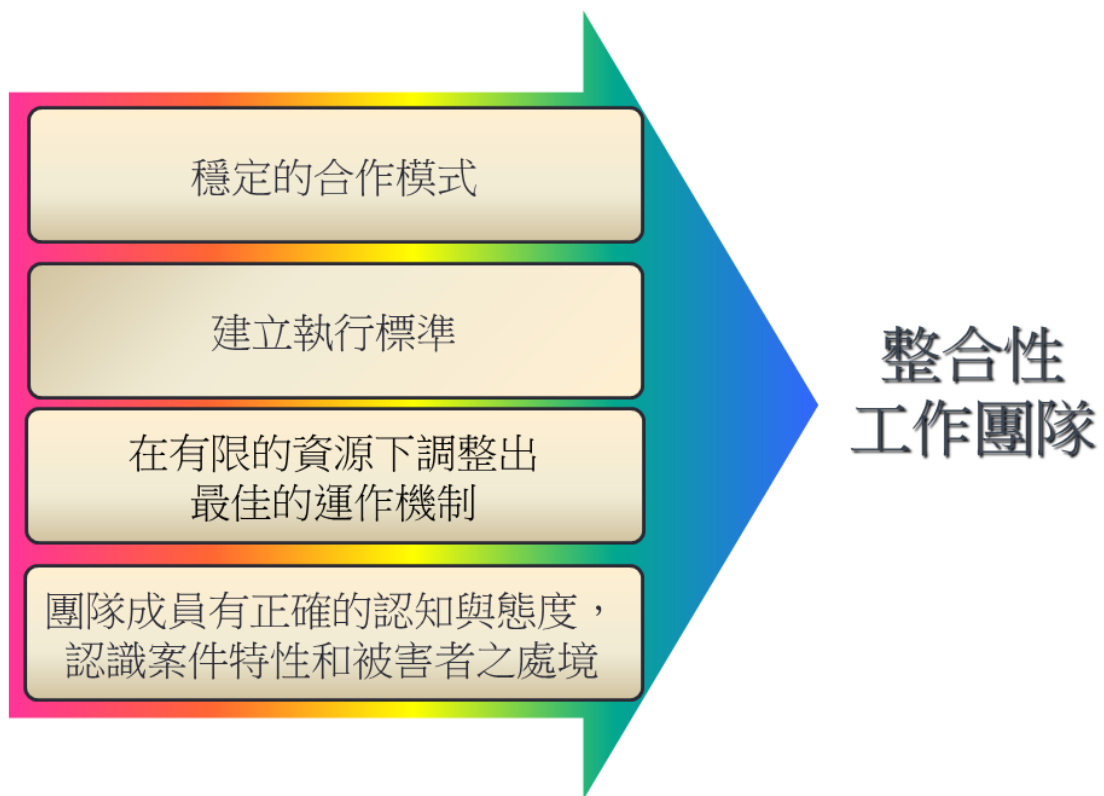 穩定的合作模式
建立執行標準
在有限的資源下調整出
最佳的運作機制
團隊成員有正確的認知與態度，
認識案件特性和被害者之處境
整合性
工作團隊